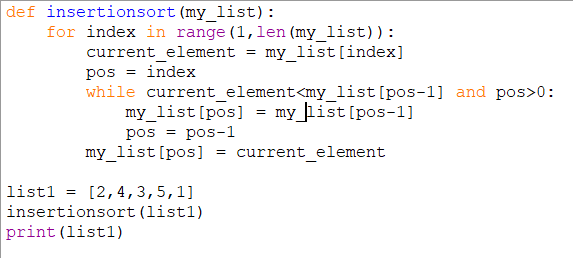 def insertionsort(my_list):
    for index in range(1,len(my_list)):
        current_element = my_list[index]
        pos = index
        while current_element<my_list[pos-1] and pos>0:
            my_list[pos] = my_list[pos-1]
            pos = pos-1
        my_list[pos] = current_element

list1 = [2,4,3,5,1]
insertionsort(list1)
print(list1)